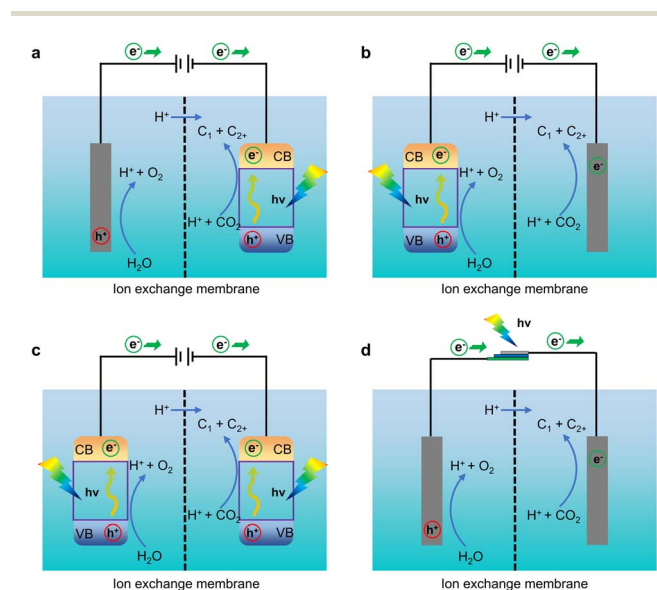 a
e⁻ e⁻
H⁺
C₁ + C₂₊
e⁻ CB
H⁺ + O₂
hν
H⁺ + CO₂
h⁺
h⁺ VB
H₂O
Ion exchange membrane
b
e⁻ e⁻
H⁺
C₁ + C₂₊
CB e⁻
e⁻
H⁺ + O₂
hν
H⁺ + CO₂
VB h⁺
H₂O
Ion exchange membrane
c
e⁻ e⁻
H⁺
C₁ + C₂₊
CB e⁻
e⁻ CB
H⁺ + O₂
hν
hν
H⁺ + CO₂
VB h⁺
h⁺ VB
H₂O
Ion exchange membrane
d
hν
e⁻ e⁻
H⁺
C₁ + C₂₊
e⁻
H⁺ + O₂
H⁺ + CO₂
h⁺
H₂O
Ion exchange membrane